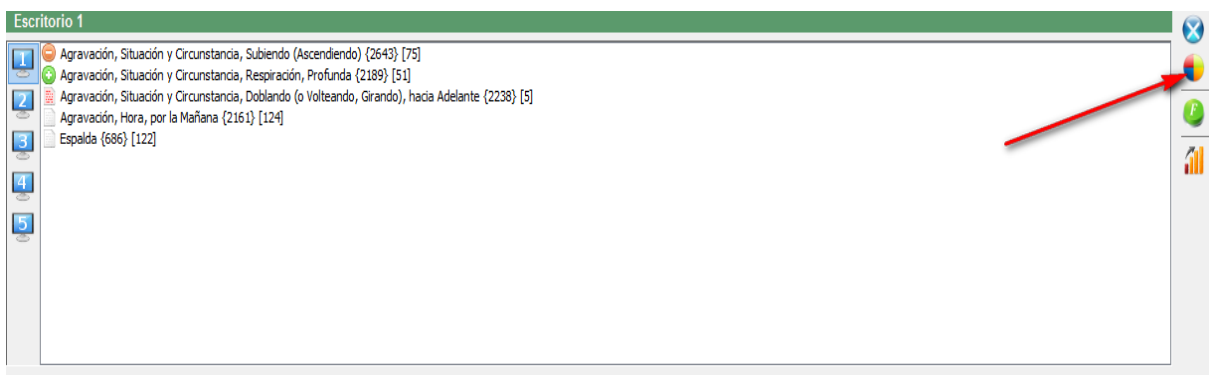 Escritorio 1
1
Agravación, Situación y Circunstancia, Subiendo (Ascendiendo) {2643} [75]
Agravación, Situación y Circunstancia, Respiración, Profunda {2189} [51]
2
Agravación, Situación y Circunstancia, Doblando (o Volteando, Girando), hacia Adelante {2238} [5]
F
Agravación, Hora, por la Mañana {2161} [124]
3
Espalda {686} [122]
4
5